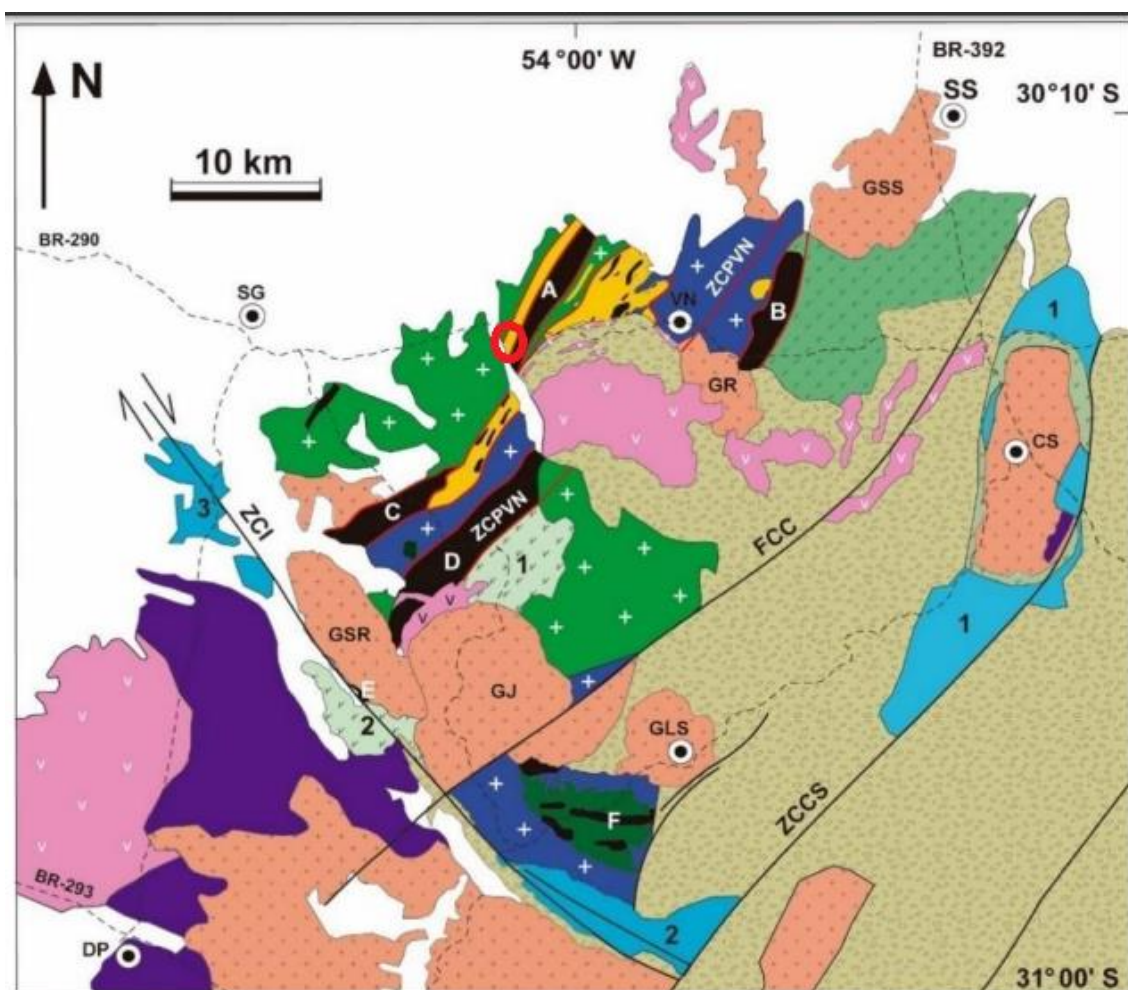 54°00' W
BR-392
N
SS
30°10' S
10 km
GSS
BR-290
ZCPVN
SG
A
VN
B
1
GR
CS
3
ZCI
C
ZCPVN
FCC
D
1
1
GSR
E
GJ
GLS
2
ZCCS
F
BR-293
2
DP
31°00' S